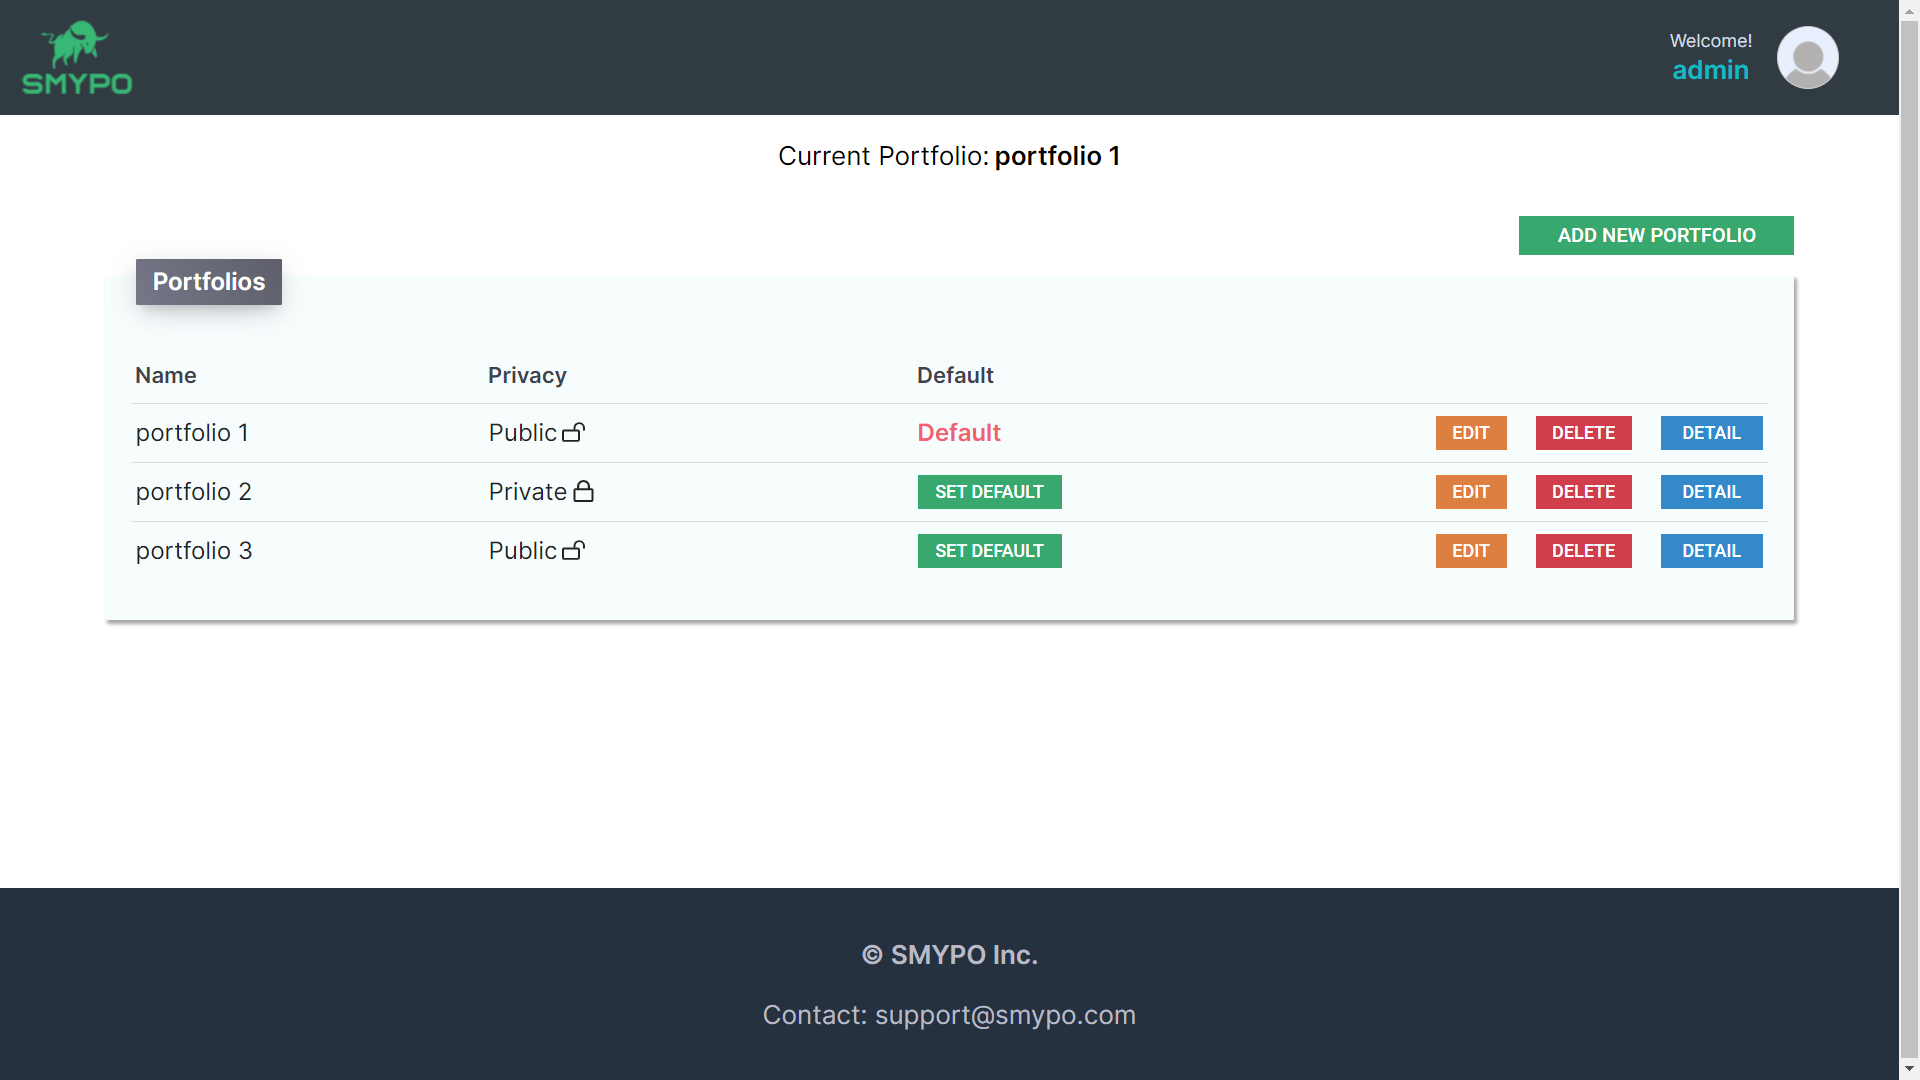 SMYPO
Welcome!
admin
Current Portfolio: portfolio 1
ADD NEW PORTFOLIO
Portfolios
Name Privacy Default
portfolio 1 Public Default EDIT DELETE DETAIL
portfolio 2 Private SET DEFAULT EDIT DELETE DETAIL
portfolio 3 Public SET DEFAULT EDIT DELETE DETAIL
© SMYPO Inc.
Contact: support@smypo.com